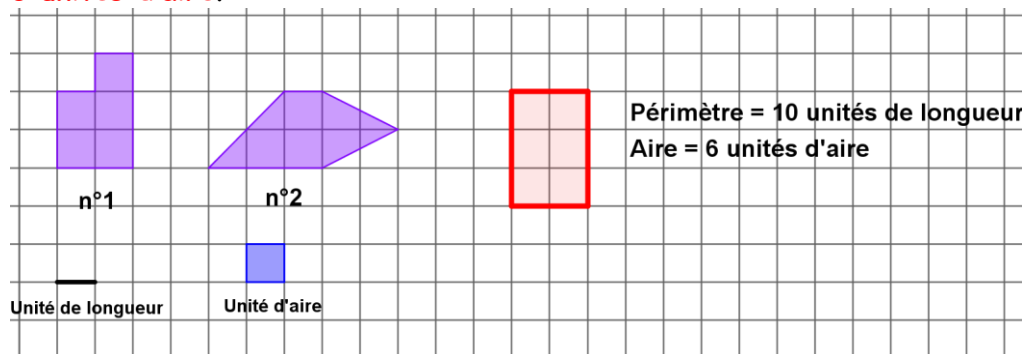 Périmètre = 10 unités de longueur
Aire = 6 unités d'aire
n°1
n°2
Unité de longueur
Unité d'aire